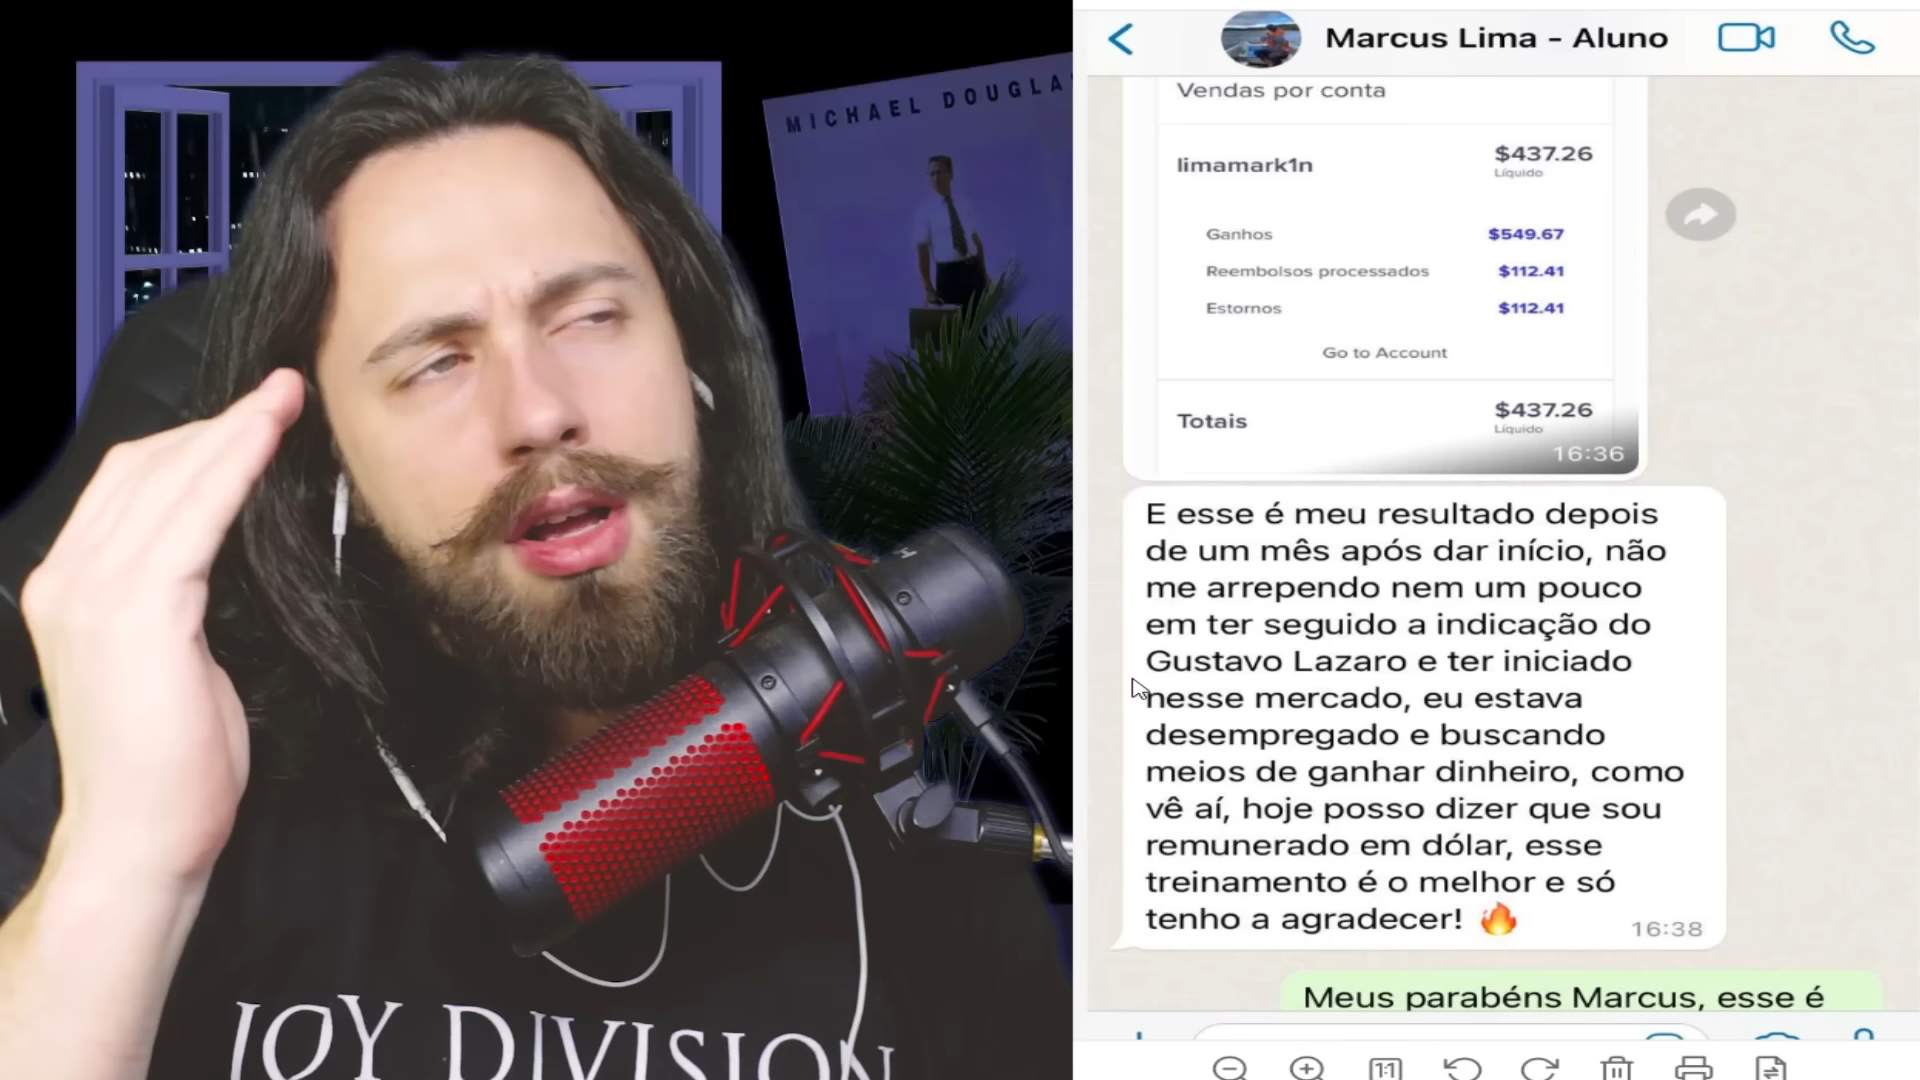 MICHAEL DOUGLA
JOY DIVISION
Marcus Lima - Aluno
Vendas por conta
limamark1n
$437.26
Líquido
Ganhos
$549.67
Reembolsos processados
$112.41
Estornos
$112.41
Go to Account
Totais
$437.26
Líquido
16:36
E esse é meu resultado depois
de um mês após dar início, não
me arrependo nem um pouco
em ter seguido a indicação do
Gustavo Lazaro e ter iniciado
nesse mercado, eu estava
desempregado e buscando
meios de ganhar dinheiro, como
vê aí, hoje posso dizer que sou
remunerado em dólar, esse
treinamento é o melhor e só
tenho a agradecer! 🔥
16:38
Meus parabéns Marcus, esse é
1:1